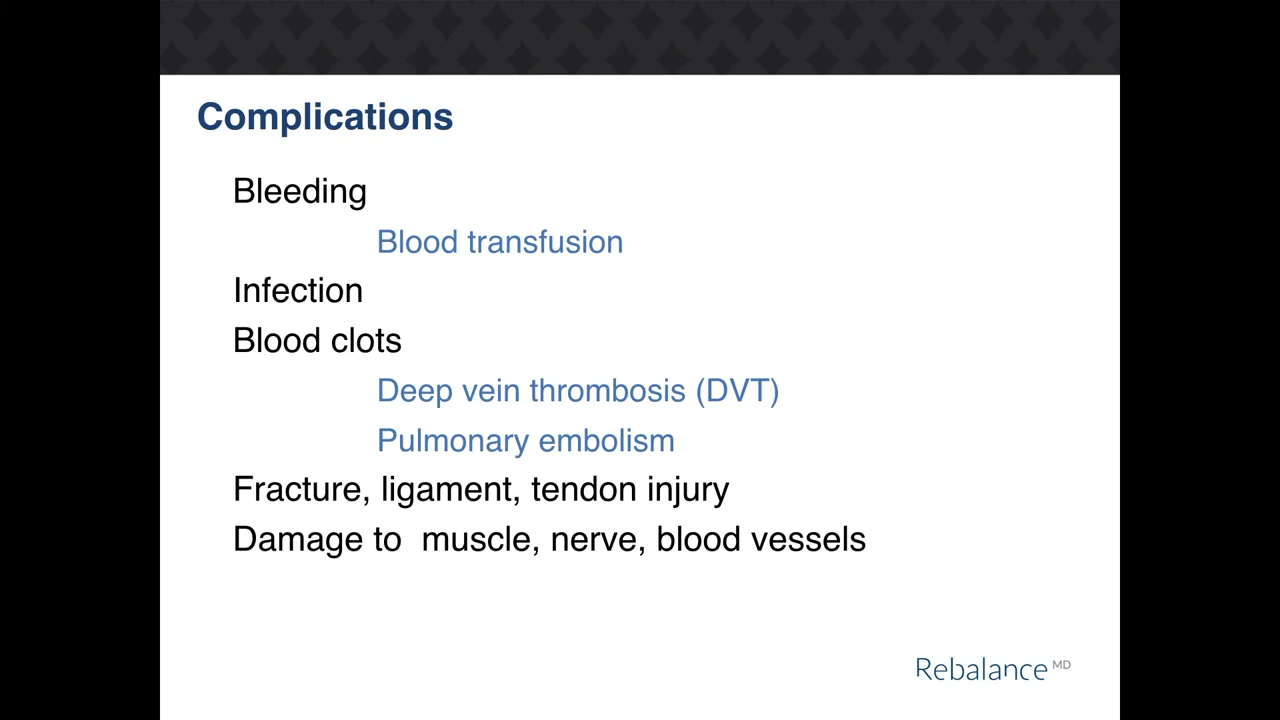 Complications
Bleeding
Blood transfusion
Infection
Blood clots
Deep vein thrombosis (DVT)
Pulmonary embolism
Fracture, ligament, tendon injury
Damage to  muscle, nerve, blood vessels
Rebalance MD